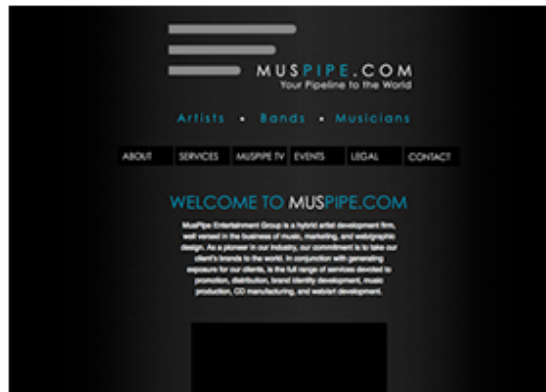 MUSPIPE.COM
Your Pipeline to the World
Artists • Bands • Musicians
ABOUT SERVICES MUSPIPE TV EVENTS LEGAL CONTACT
WELCOME TO MUSPIPE.COM
MusPipe Entertainment Group is a hybrid artist development firm,
well versed in the business of music, marketing, and web/graphic
design. As a pioneer in our industry, our commitment is to take our
client's brands to the world. In conjunction with generating
exposure for our clients, is the full range of services devoted to
promotion, distribution, brand identity development, music
production, CD manufacturing, and web/art development.